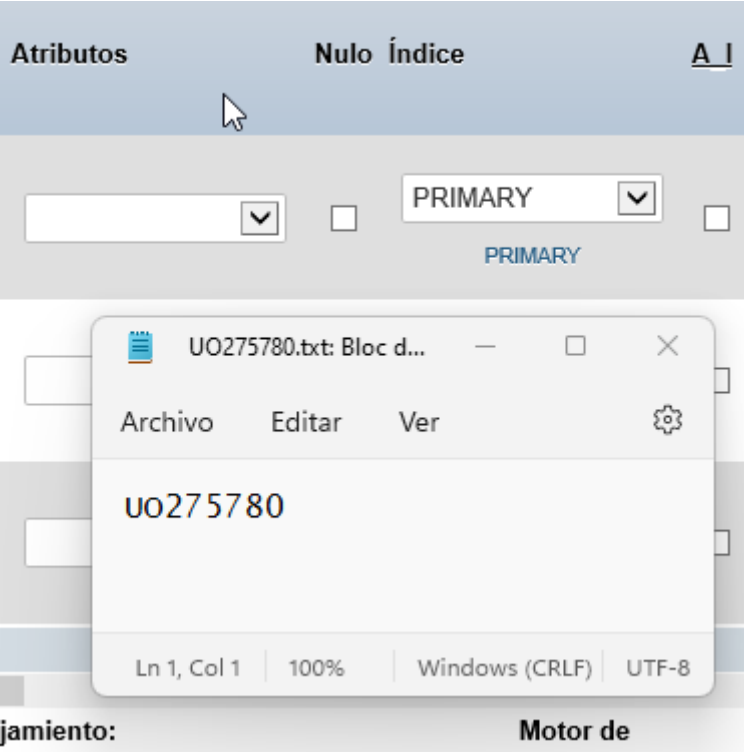 Atributos Nulo Índice A_I
PRIMARY
PRIMARY
UO275780.txt: Bloc d...
Archivo Editar Ver
UO275780
Ln 1, Col 1 100% Windows (CRLF) UTF-8
jamiento: Motor de